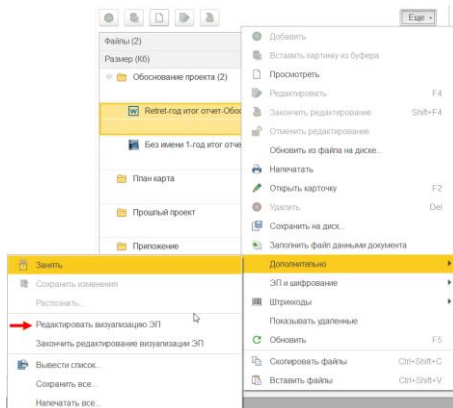 Еще
Файлы (2)
Размер (Кб)
Обоснование проекта (2)
Retret-год итог отчет-Обос
Без имени 1-год итог отче
План карта
Прошлый проект
Приложение
Добавить
Вставить картинку из буфера
Просмотреть
Редактировать F4
Закончить редактирование Shift+F4
Отменить редактирование
Обновить из файла на диске...
Напечатать
Открыть карточку F2
Удалить Del
Сохранить на диск...
Заполнить файл данными документа
Дополнительно
ЭП и шифрование
Штрихкоды
Показывать удаленные
Обновить F5
Скопировать файлы Ctrl+Shift+C
Вставить файлы Ctrl+Shift+V
Занять
Сохранить изменения
Распознать...
Редактировать визуализацию ЭП
Закончить редактирование визуализации ЭП
Вывести список...
Сохранить все...
Напечатать все...